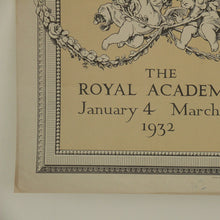 THE
ROYAL ACADEM
January 4 March
1932